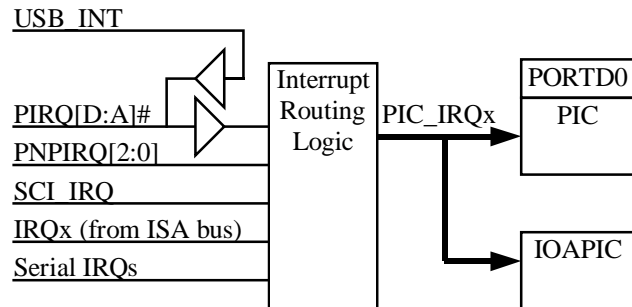 USB_INT
PIRQ[D:A]#
PNPIRQ[2:0]
SCI_IRQ
IRQx (from ISA bus)
Serial IRQs
Interrupt
Routing
Logic
PIC_IRQx
PORTD0
PIC
IOAPIC